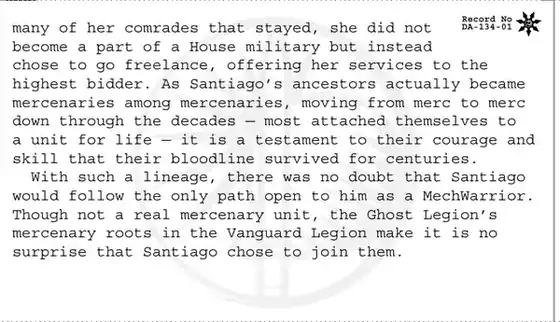 many of her comrades that stayed, she did not
Record No
DA-134-01
become a part of a House military but instead
chose to go freelance, offering her services to the
highest bidder. As Santiago's ancestors actually became
mercenaries among mercenaries, moving from merc to merc
down through the decades — most attached themselves to
a unit for life — it is a testament to their courage and
skill that their bloodline survived for centuries.
With such a lineage, there was no doubt that Santiago
would follow the only path open to him as a MechWarrior.
Though not a real mercenary unit, the Ghost Legion's
mercenary roots in the Vanguard Legion make it is no
surprise that Santiago chose to join them.